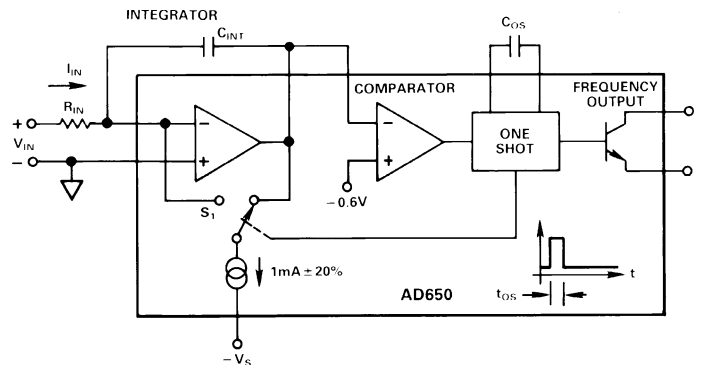 INTEGRATOR
C_INT
C_OS
I_IN
COMPARATOR
FREQUENCY
OUTPUT
R_IN
+
V_IN
-
-
+
-
+
ONE
SHOT
-0.6V
S_1
1mA ± 20%
AD650
t
t_OS
-V_S